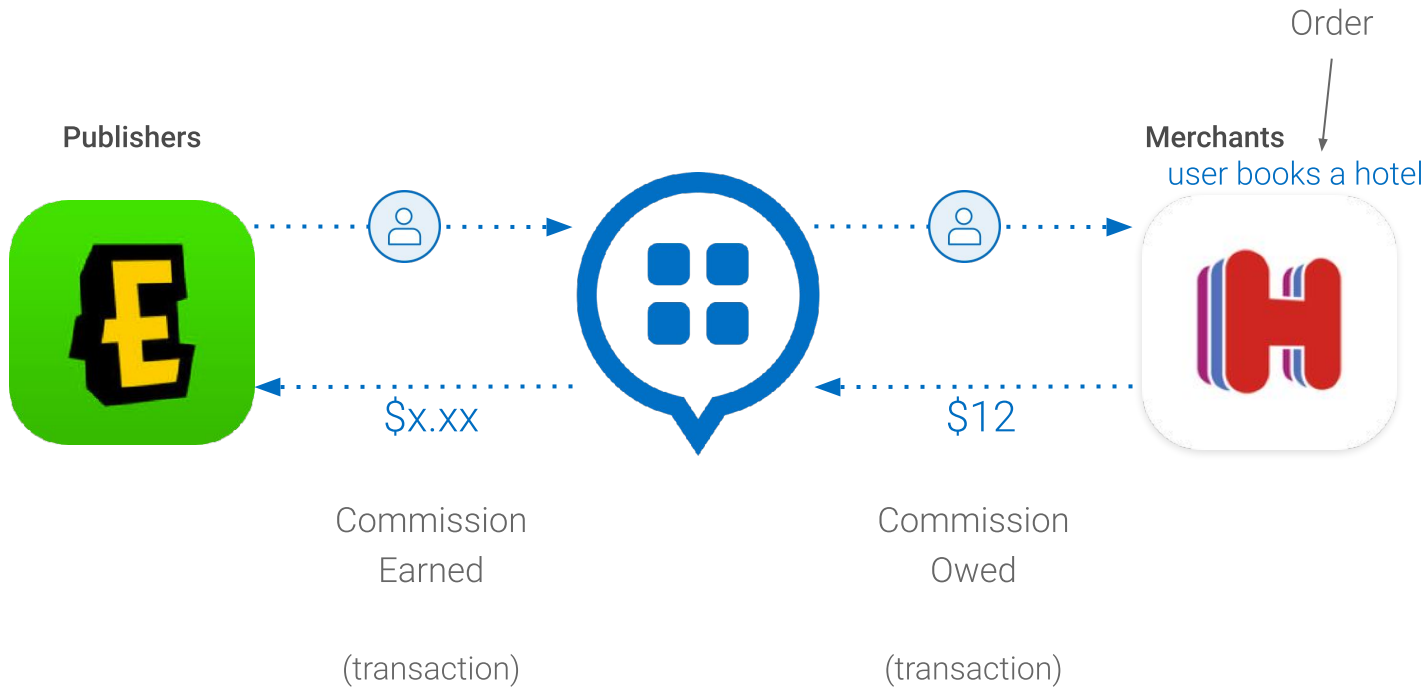 Order
Publishers
Merchants
user books a hotel
E
H
$x.xx
$12
Commission
Earned
Commission
Owed
(transaction)
(transaction)